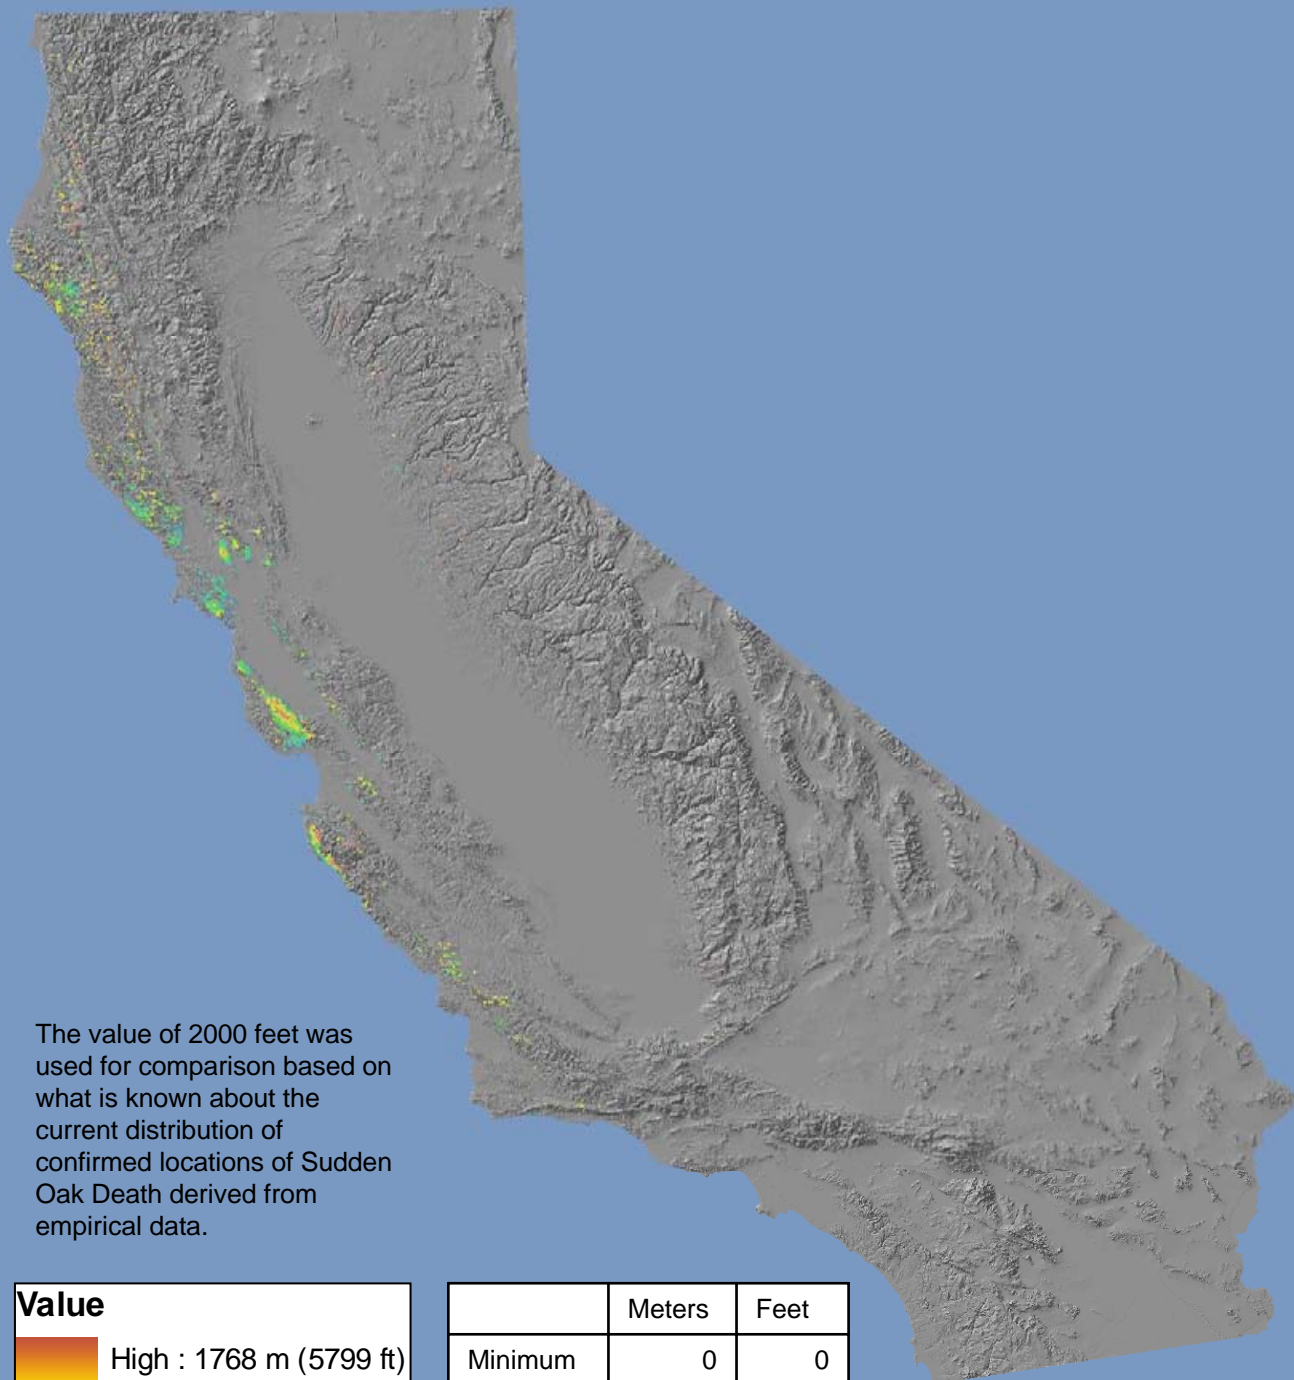 The value of 2000 feet was
used for comparison based on
what is known about the
current distribution of
confirmed locations of Sudden
Oak Death derived from
empirical data.
Value
High : 1768 m (5799 ft)
Meters Feet
Minimum 0 0